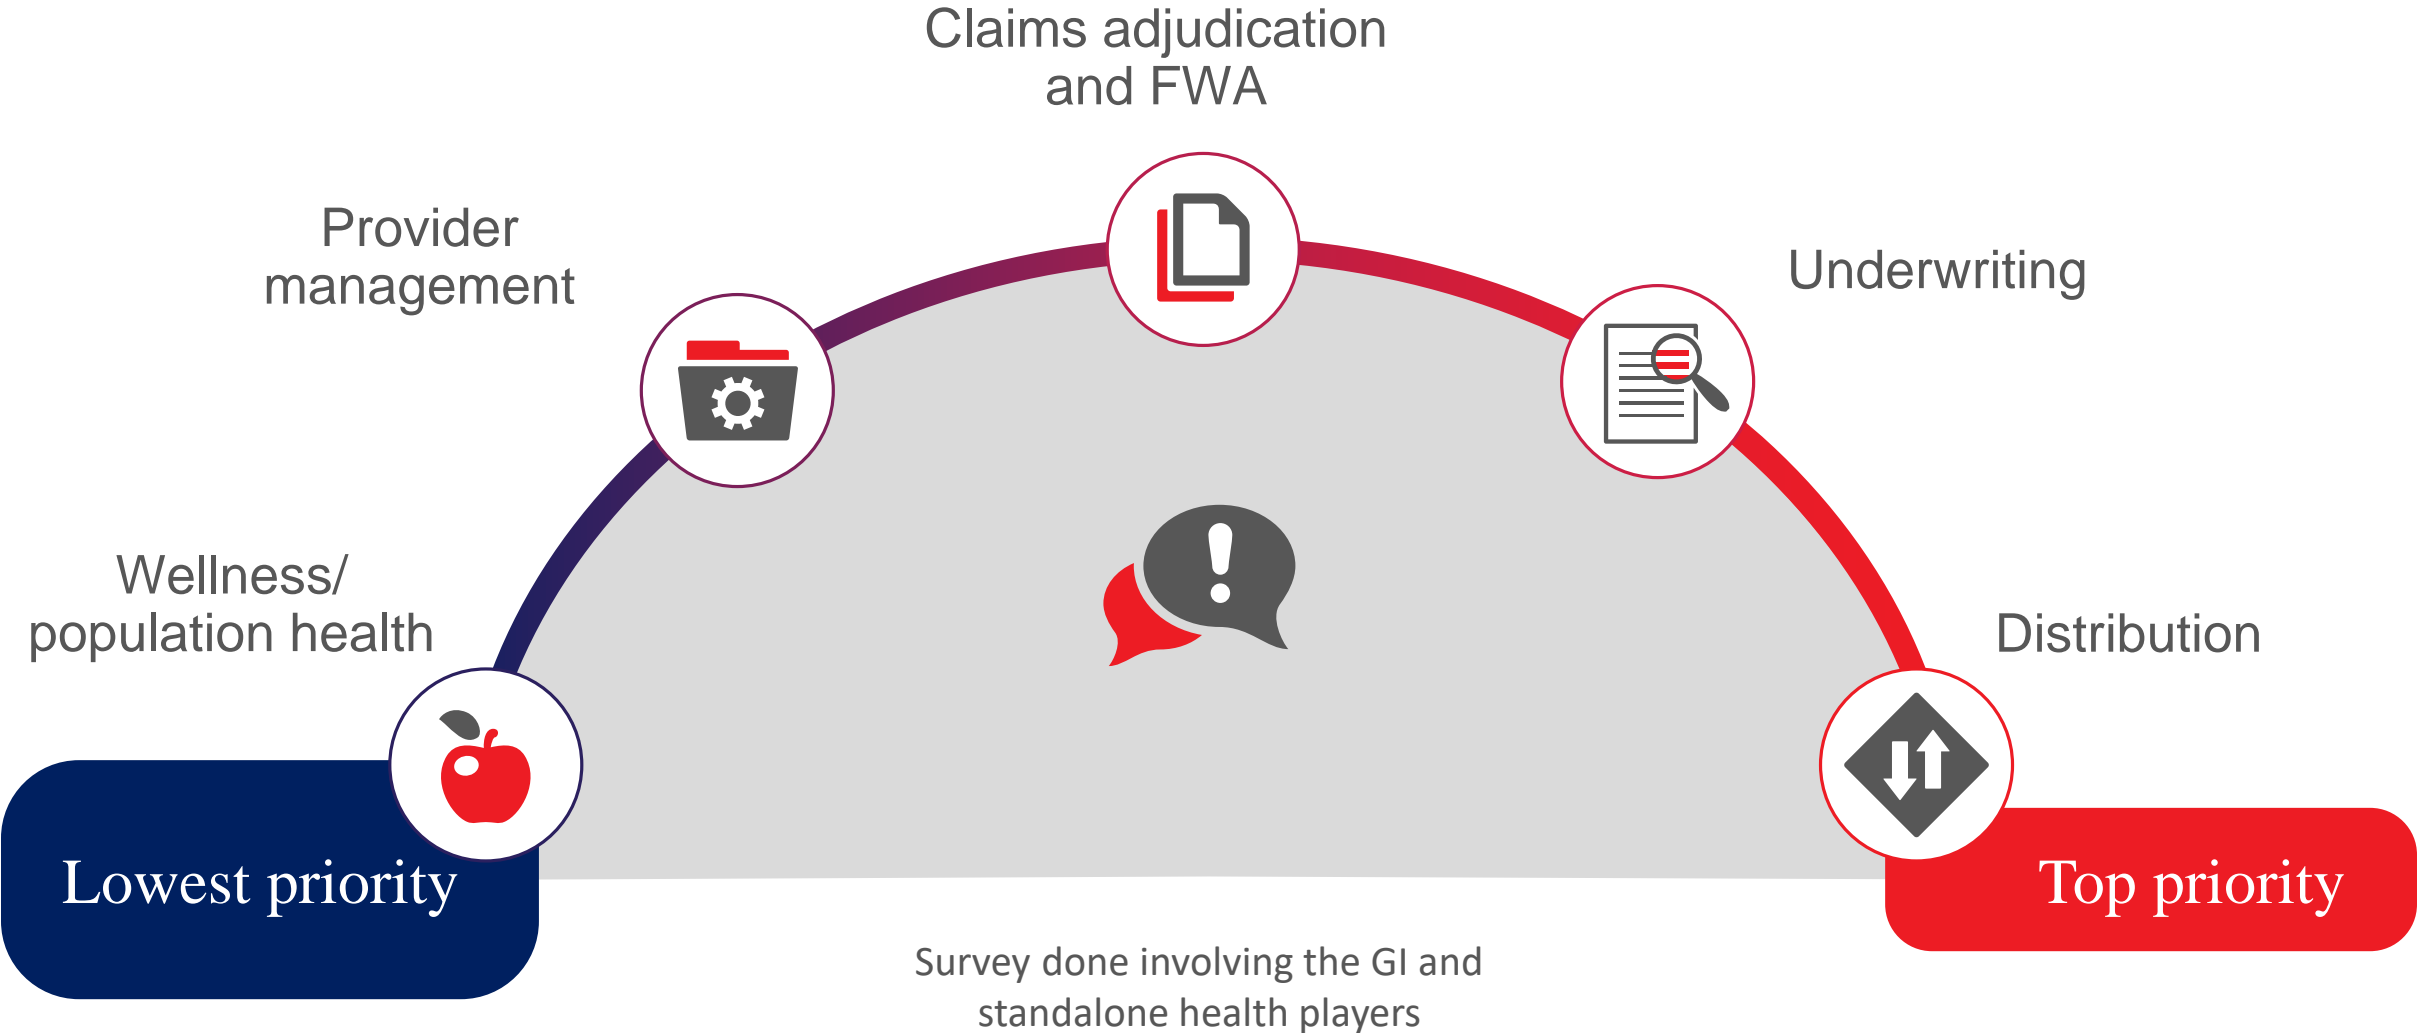 Claims adjudication
and FWA
Provider
management
Underwriting
Wellness/
population health
Distribution
Lowest priority
Top priority
Survey done involving the GI and
standalone health players